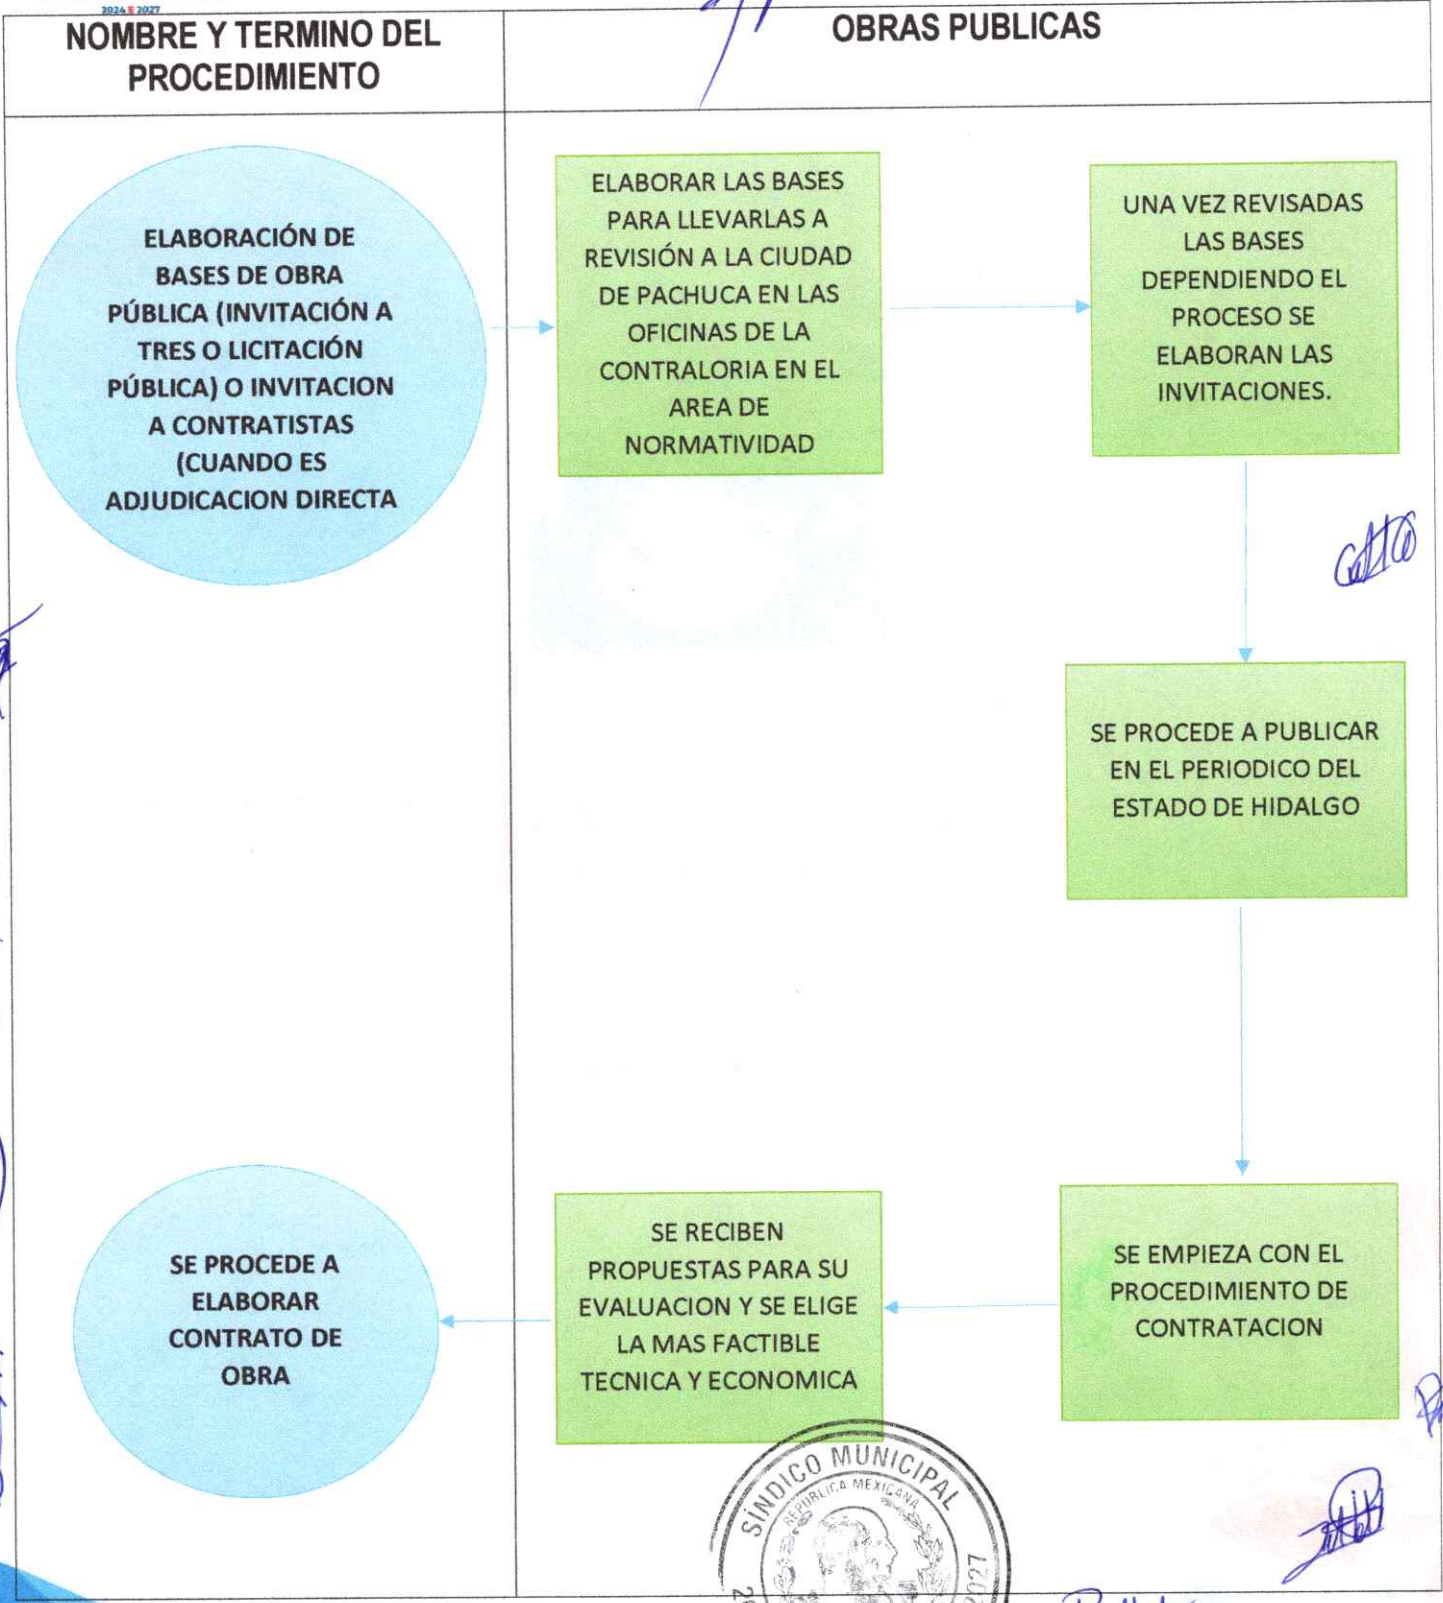 2024 2027
NOMBRE Y TERMINO DEL
PROCEDIMIENTO
OBRAS PUBLICAS
ELABORACIÓN DE
BASES DE OBRA
PÚBLICA (INVITACIÓN A
TRES O LICITACIÓN
PÚBLICA) O INVITACION
A CONTRATISTAS
(CUANDO ES
ADJUDICACION DIRECTA
ELABORAR LAS BASES
PARA LLEVARLAS A
REVISIÓN A LA CIUDAD
DE PACHUCA EN LAS
OFICINAS DE LA
CONTRALORIA EN EL
AREA DE
NORMATIVIDAD
UNA VEZ REVISADAS
LAS BASES
DEPENDIENDO EL
PROCESO SE
ELABORAN LAS
INVITACIONES.
SE PROCEDE A PUBLICAR
EN EL PERIODICO DEL
ESTADO DE HIDALGO
SE EMPIEZA CON EL
PROCEDIMIENTO DE
CONTRATACION
SE RECIBEN
PROPUESTAS PARA SU
EVALUACION Y SE ELIGE
LA MAS FACTIBLE
TECNICA Y ECONOMICA
SE PROCEDE A
ELABORAR
CONTRATO DE
OBRA
SÍNDICO MUNICIPAL
REPUBLICA MEXICANA